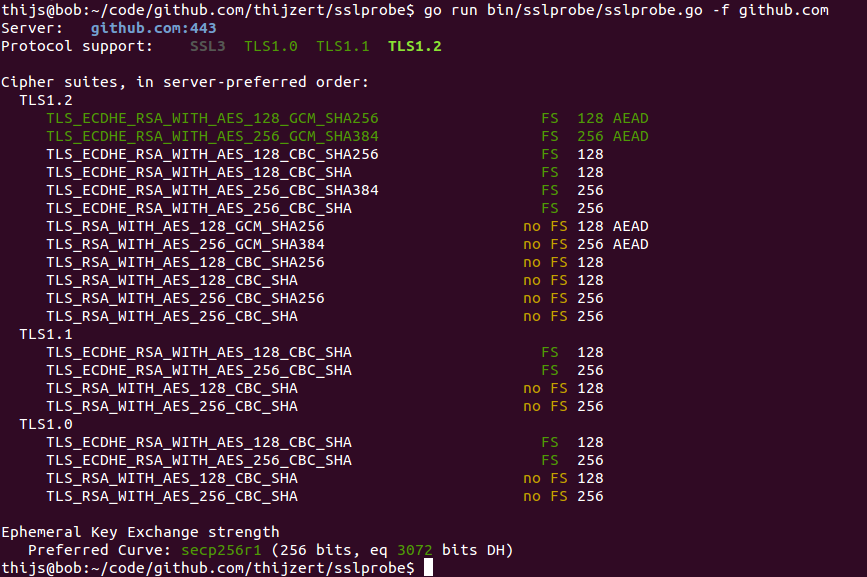 thijs@bob:~/code/github.com/thijzert/sslprobe$ go run bin/sslprobe/sslprobe.go -f github.com
Server:   github.com:443
Protocol support:    SSL3  TLS1.0  TLS1.1  TLS1.2
Cipher suites, in server-preferred order:
  TLS1.2
     TLS_ECDHE_RSA_WITH_AES_128_GCM_SHA256                  FS  128 AEAD
     TLS_ECDHE_RSA_WITH_AES_256_GCM_SHA384                  FS  256 AEAD
     TLS_ECDHE_RSA_WITH_AES_128_CBC_SHA256                  FS  128
     TLS_ECDHE_RSA_WITH_AES_128_CBC_SHA                     FS  128
     TLS_ECDHE_RSA_WITH_AES_256_CBC_SHA384                  FS  256
     TLS_ECDHE_RSA_WITH_AES_256_CBC_SHA                     FS  256
     TLS_RSA_WITH_AES_128_GCM_SHA256                      no FS 128 AEAD
     TLS_RSA_WITH_AES_256_GCM_SHA384                      no FS 256 AEAD
     TLS_RSA_WITH_AES_128_CBC_SHA256                      no FS 128
     TLS_RSA_WITH_AES_128_CBC_SHA                         no FS 128
     TLS_RSA_WITH_AES_256_CBC_SHA256                      no FS 256
     TLS_RSA_WITH_AES_256_CBC_SHA                         no FS 256
  TLS1.1
     TLS_ECDHE_RSA_WITH_AES_128_CBC_SHA                     FS  128
     TLS_ECDHE_RSA_WITH_AES_256_CBC_SHA                     FS  256
     TLS_RSA_WITH_AES_128_CBC_SHA                         no FS 128
     TLS_RSA_WITH_AES_256_CBC_SHA                         no FS 256
  TLS1.0
     TLS_ECDHE_RSA_WITH_AES_128_CBC_SHA                     FS  128
     TLS_ECDHE_RSA_WITH_AES_256_CBC_SHA                     FS  256
     TLS_RSA_WITH_AES_128_CBC_SHA                         no FS 128
     TLS_RSA_WITH_AES_256_CBC_SHA                         no FS 256
Ephemeral Key Exchange strength
   Preferred Curve: secp256r1 (256 bits, eq 3072 bits DH)
thijs@bob:~/code/github.com/thijzert/sslprobe$